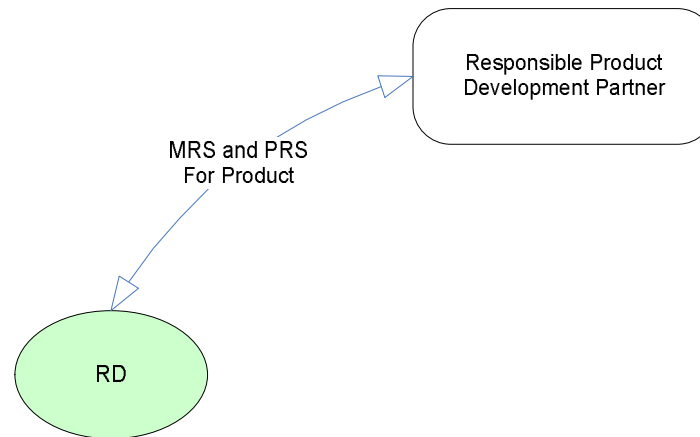 Responsible Product
Development Partner
MRS and PRS
For Product
RD